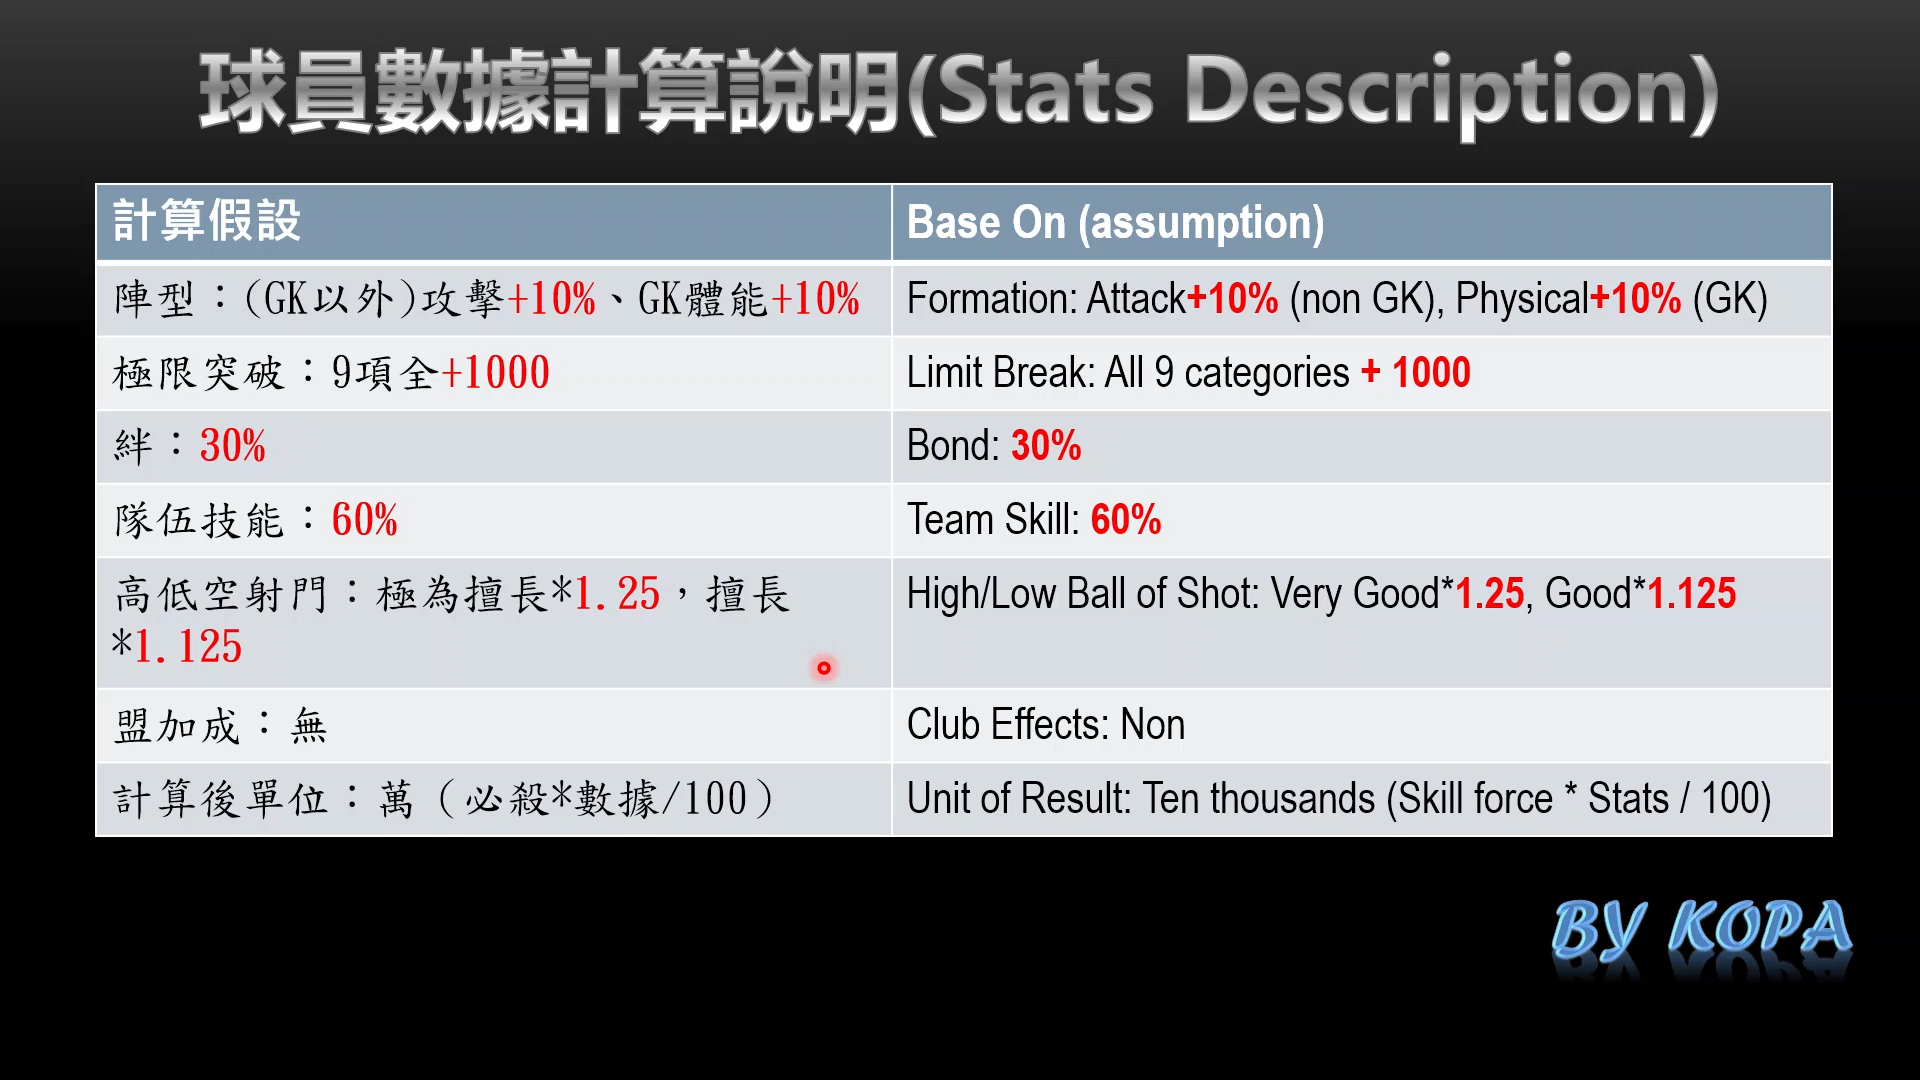 球員數據計算說明(Stats Description)
計算假設
Base On (assumption)
陣型：(GK以外)攻擊+10%、GK體能+10%
Formation: Attack+10% (non GK), Physical+10% (GK)
極限突破：9項全+1000
Limit Break: All 9 categories + 1000
絆：30%
Bond: 30%
隊伍技能：60%
Team Skill: 60%
高低空射門：極為擅長*1.25，擅長
*1.125
High/Low Ball of Shot: Very Good*1.25, Good*1.125
盟加成：無
Club Effects: Non
計算後單位：萬（必殺*數據/100）
Unit of Result: Ten thousands (Skill force * Stats / 100)
BY KOPA